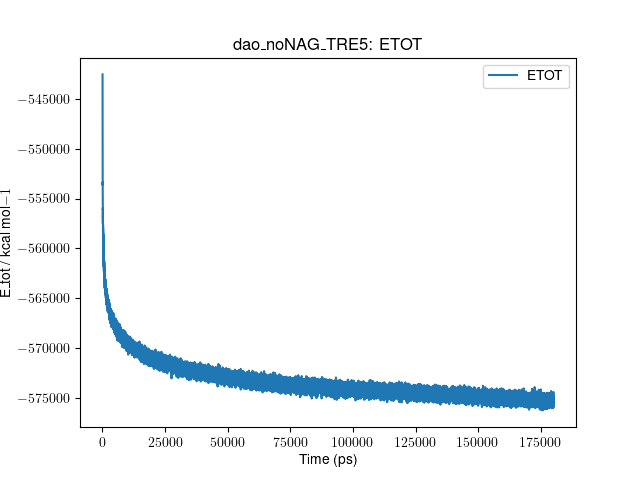 dao_noNAG_TRE5: ETOT
ETOT
−545000
−550000
−555000
−560000
−565000
−570000
−575000
E_tot / kcal mol−1
0 25000 50000 75000 100000 125000 150000 175000
Time (ps)